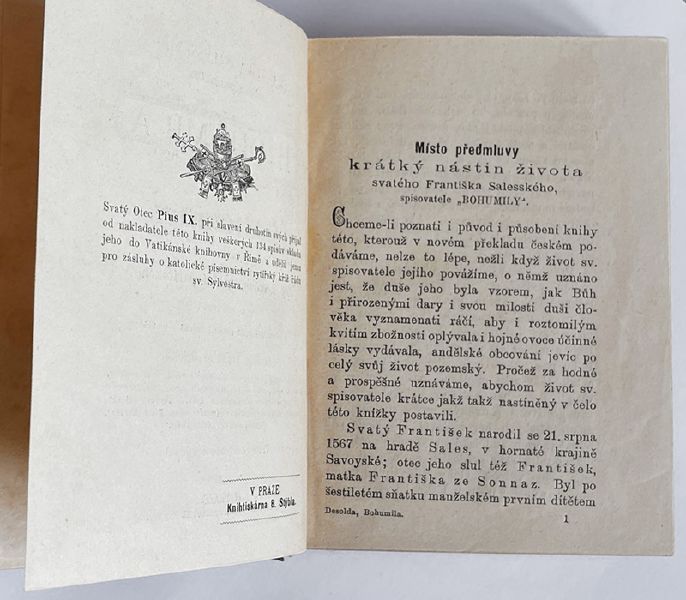 Svatý Otec Pius IX. při slavení druhotin svých přijal
od nakladatele této knihy veškerých 134 spisův skladu
jeho do Vatikánské knihovny v Římě a udělil jemu
pro zásluhy o katolické písemnictví rytířský kříž řádu
sv. Sylvestra.
V PRAZE
Knihtiskárna B. Stýbla.
Místo předmluvy
krátký nástin života
svatého Františka Salesského,
spisovatele „BOHUMILY“.
Chceme-li poznati i původ i působení knihy
této, kterouž v novém překladu českém po-
dáváme, nelze to lépe, nežli když život sv.
spisovatele jejího povážíme, o němž uznáno
jest, že duše jeho byla vzorem, jak Bůh
i přirozenými dary i svou milostí duši člo-
věka vyznamenati ráčí, aby i roztomilým
kvítím zbožnosti oplývala i hojné ovoce účinné
lásky vydávala, andělské obcování jevíc po
celý svůj život pozemský. Pročež za hodné
a prospěšné uznáváme, abychom život sv.
spisovatele krátce jakž takž nastíněný v čelo
této knížky postavili.
Svatý František narodil se 21. srpna
1567 na hradě Sales, v hornaté krajině
Savoyské; otec jeho slul též František,
matka Františka ze Sonnaz. Byl po
šestiletém sňatku manželském prvním dítětem
Desolda, Bohumila.
1